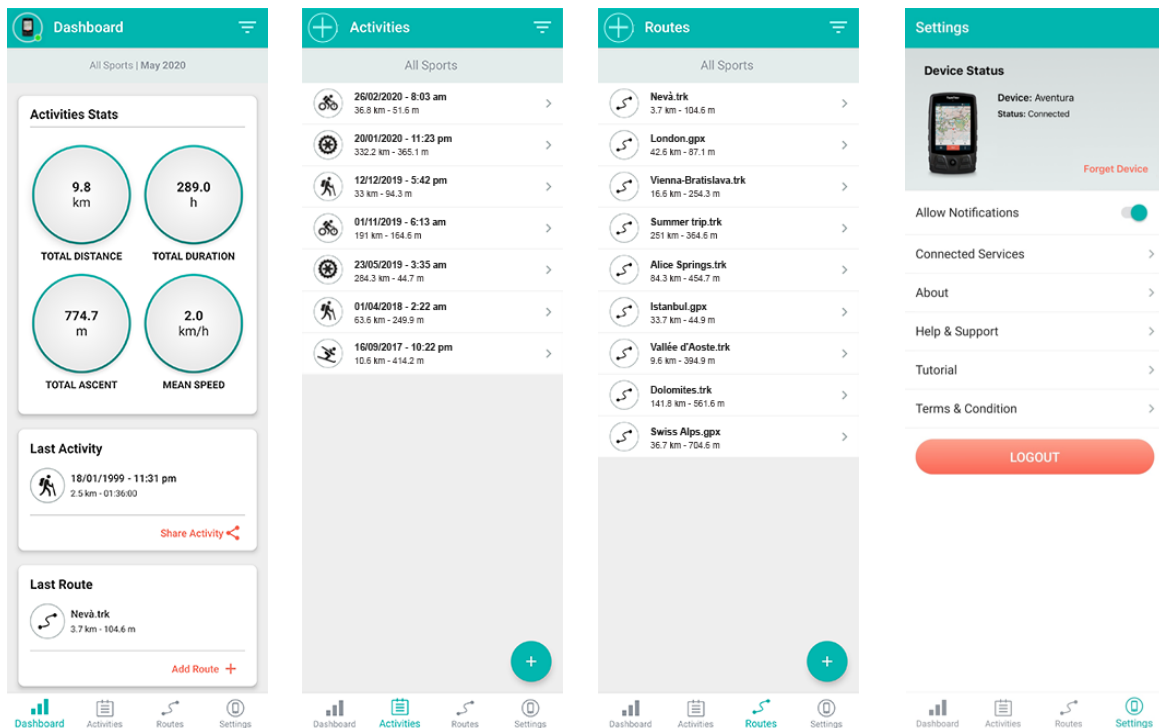 Dashboard
All Sports | May 2020
Activities Stats
9.8
km
TOTAL DISTANCE
289.0
h
TOTAL DURATION
774.7
m
TOTAL ASCENT
2.0
km/h
MEAN SPEED
Last Activity
18/01/1999 - 11:31 pm
2.5 km - 01:36:00
Share Activity
Last Route
Nevà.trk
3.7 km - 104.6 m
Add Route +
Dashboard Activities Routes Settings
Activities
All Sports
26/02/2020 - 8:03 am
36.8 km - 51.6 m
20/01/2020 - 11:23 pm
332.2 km - 365.1 m
12/12/2019 - 5:42 pm
33 km - 94.3 m
01/11/2019 - 6:13 am
191 km - 164.6 m
23/05/2019 - 3:35 am
284.3 km - 44.7 m
01/04/2018 - 2:22 am
63.6 km - 249.9 m
16/09/2017 - 10:22 pm
10.6 km - 414.2 m
+
Dashboard Activities Routes Settings
Routes
All Sports
Nevà.trk
3.7 km - 104.6 m
London.gpx
42.6 km - 87.1 m
Vienna-Bratislava.trk
16.6 km - 254.3 m
Summer trip.trk
251 km - 364.6 m
Alice Springs.trk
84.3 km - 454.7 m
Istanbul.gpx
33.7 km - 44.9 m
Vallée d'Aoste.trk
9.6 km - 394.9 m
Dolomites.trk
141.8 km - 561.6 m
Swiss Alps.gpx
36.7 km - 704.6 m
+
Dashboard Activities Routes Settings
Settings
Device Status
Device: Aventura
Status: Connected
Forget Device
Allow Notifications
Connected Services
About
Help & Support
Tutorial
Terms & Condition
LOGOUT
Dashboard Activities Routes Settings